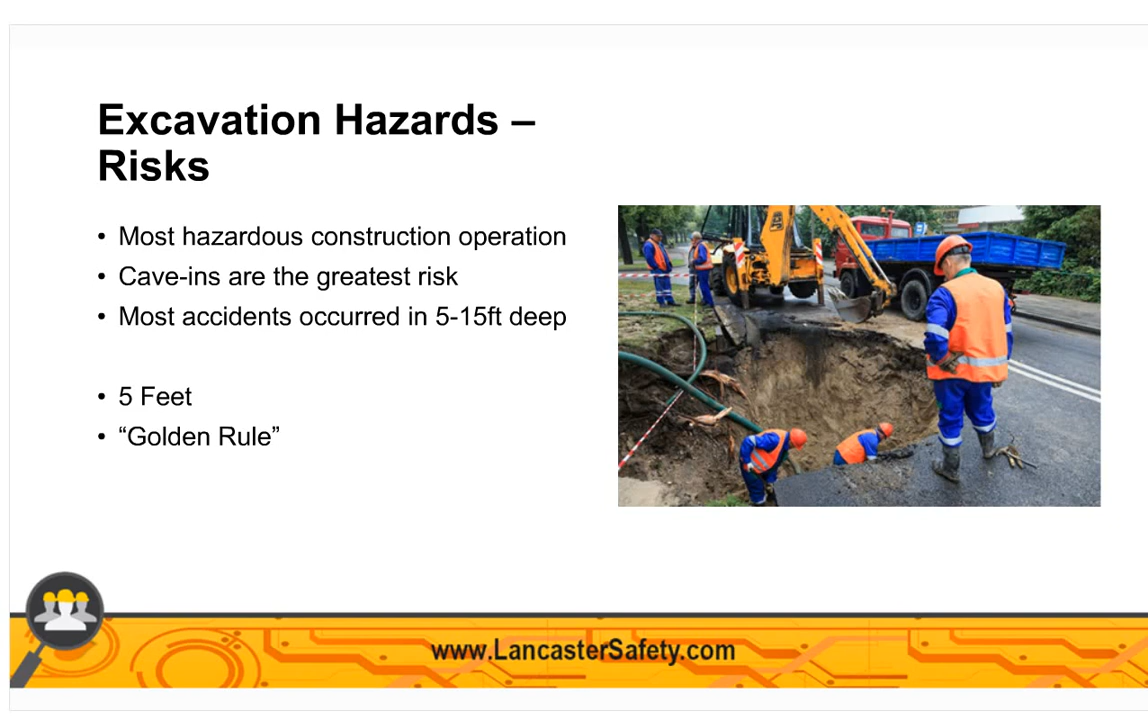 Excavation Hazards –
Risks
• Most hazardous construction operation
• Cave-ins are the greatest risk
• Most accidents occurred in 5-15ft deep
• 5 Feet
• “Golden Rule”
www.LancasterSafety.com